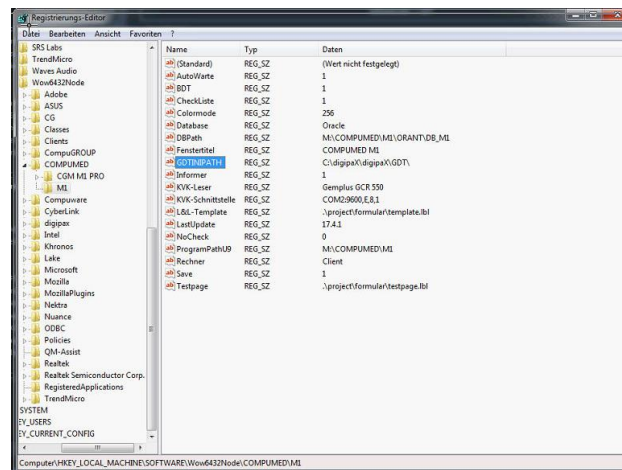 Registrierungs-Editor
Datei Bearbeiten Ansicht Favoriten ?
SRS Labs
TrendMicro
Waves Audio
Wow6432Node
Adobe
ASUS
CG
Classes
Clients
CompuGROUP
COMPUMED
CGM M1 PRO
M1
Compuware
CyberLink
digipax
Intel
Khronos
Lake
Microsoft
Mozilla
MozillaPlugins
Nektra
Nuance
ODBC
Policies
QM-Assist
Realtek
Realtek Semiconductor Corp.
RegisteredApplications
TrendMicro
SYSTEM
EY_USERS
EY_CURRENT_CONFIG
Name Typ Daten
(Standard) REG_SZ (Wert nicht festgelegt)
AutoWarte REG_SZ 1
BDT REG_SZ 1
CheckListe REG_SZ 1
Colormode REG_SZ 256
Database REG_SZ Oracle
DBPath REG_SZ M:\COMPUMED\M1\ORANT\DB_M1
Fenstertitel REG_SZ COMPUMED M1
GDTINIPATH REG_SZ C:\digipaX\digipaX\GDT\
Informer REG_SZ 1
KVK-Leser REG_SZ Gemplus GCR 550
KVK-Schnittstelle REG_SZ COM2:9600,E,8,1
L&L-Template REG_SZ .\project\formular\template.lbl
LastUpdate REG_SZ 17.4.1
NoCheck REG_SZ 0
ProgramPathU9 REG_SZ M:\COMPUMED\M1
Rechner REG_SZ Client
Save REG_SZ 1
Testpage REG_SZ .\project\formular\testpage.lbl
Computer\HKEY_LOCAL_MACHINE\SOFTWARE\Wow6432Node\COMPUMED\M1